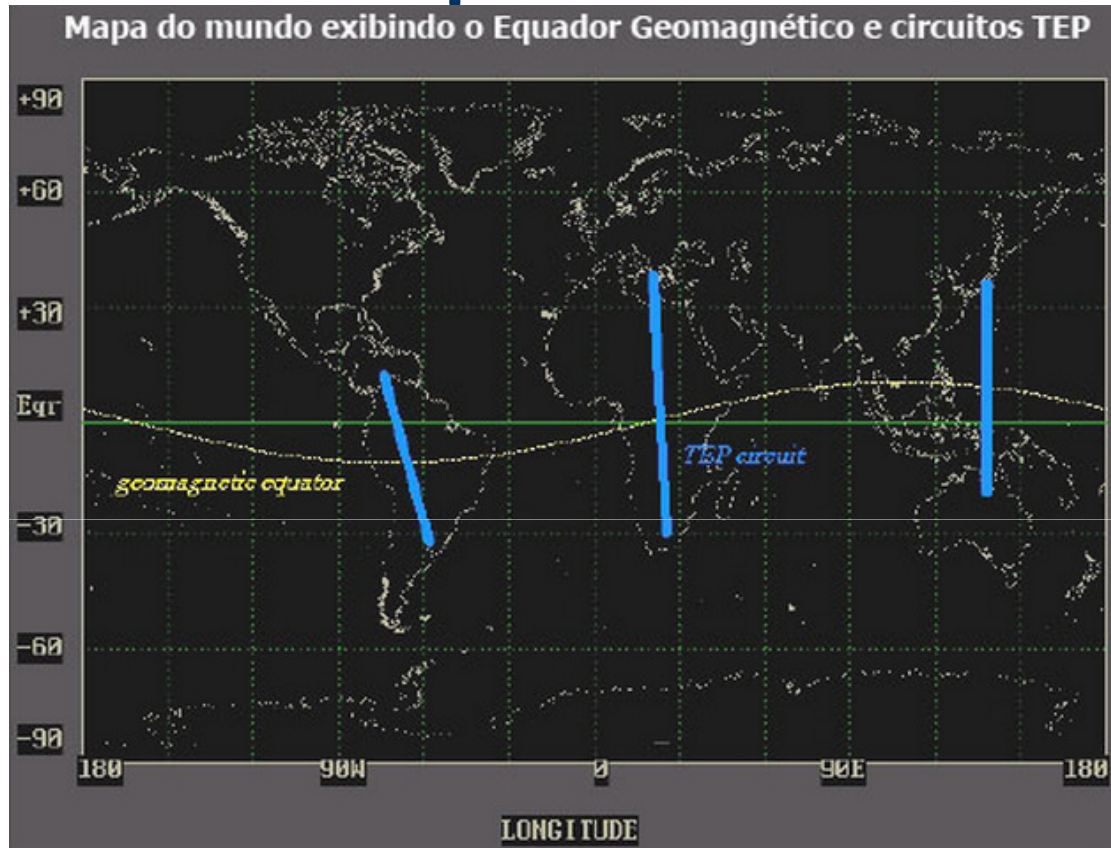 Mapa do mundo exibindo o Equador Geomagnético e circuitos TEP
+90
+60
+30
Eqr
geomagnetic equator
TEP circuit
-30
-60
-90
180 90W 0 90E 180
LONGITUDE